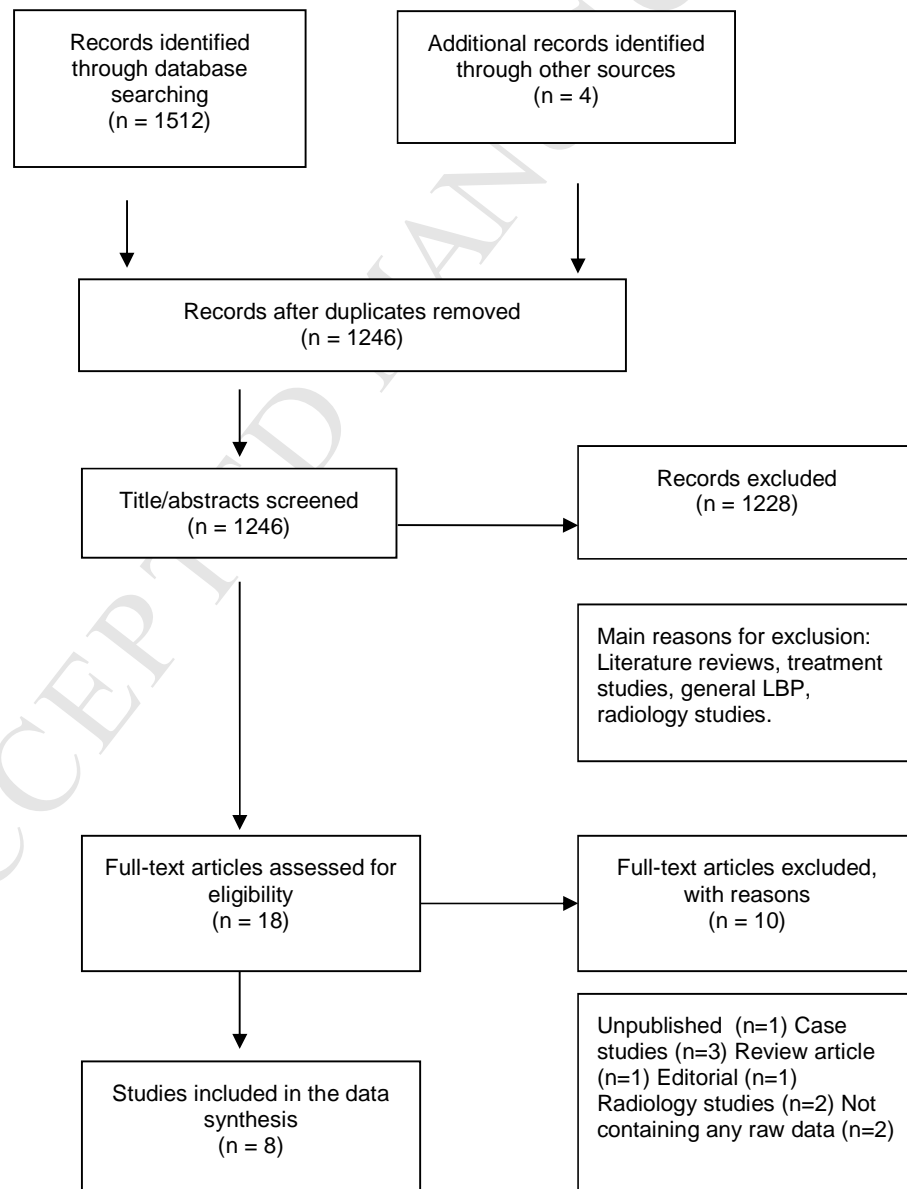 Records identified
through database
searching
(n = 1512)
Additional records identified
through other sources
(n = 4)
Records after duplicates removed
(n = 1246)
Title/abstracts screened
(n = 1246)
Records excluded
(n = 1228)
Main reasons for exclusion:
Literature reviews, treatment
studies, general LBP,
radiology studies.
Full-text articles assessed for
eligibility
(n = 18)
Full-text articles excluded,
with reasons
(n = 10)
Unpublished  (n=1) Case
studies (n=3) Review article
(n=1) Editorial (n=1)
Radiology studies (n=2) Not
containing any raw data (n=2)
Studies included in the data
synthesis
(n = 8)